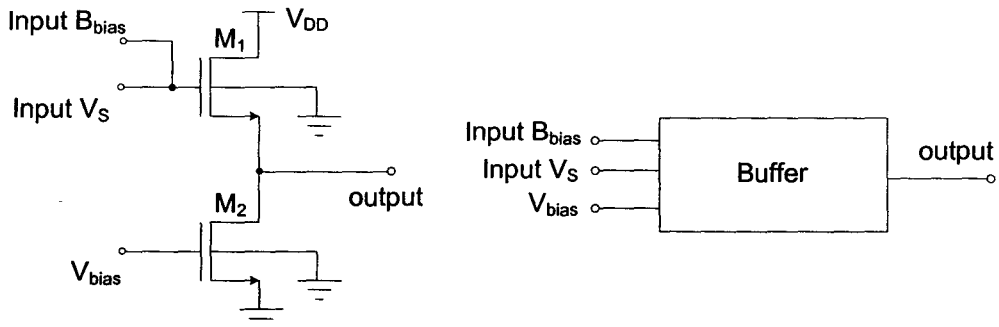 Input B_bias
V_DD
M_1
Input V_S
output
M_2
V_bias
Input B_bias
Input V_S
V_bias
Buffer
output